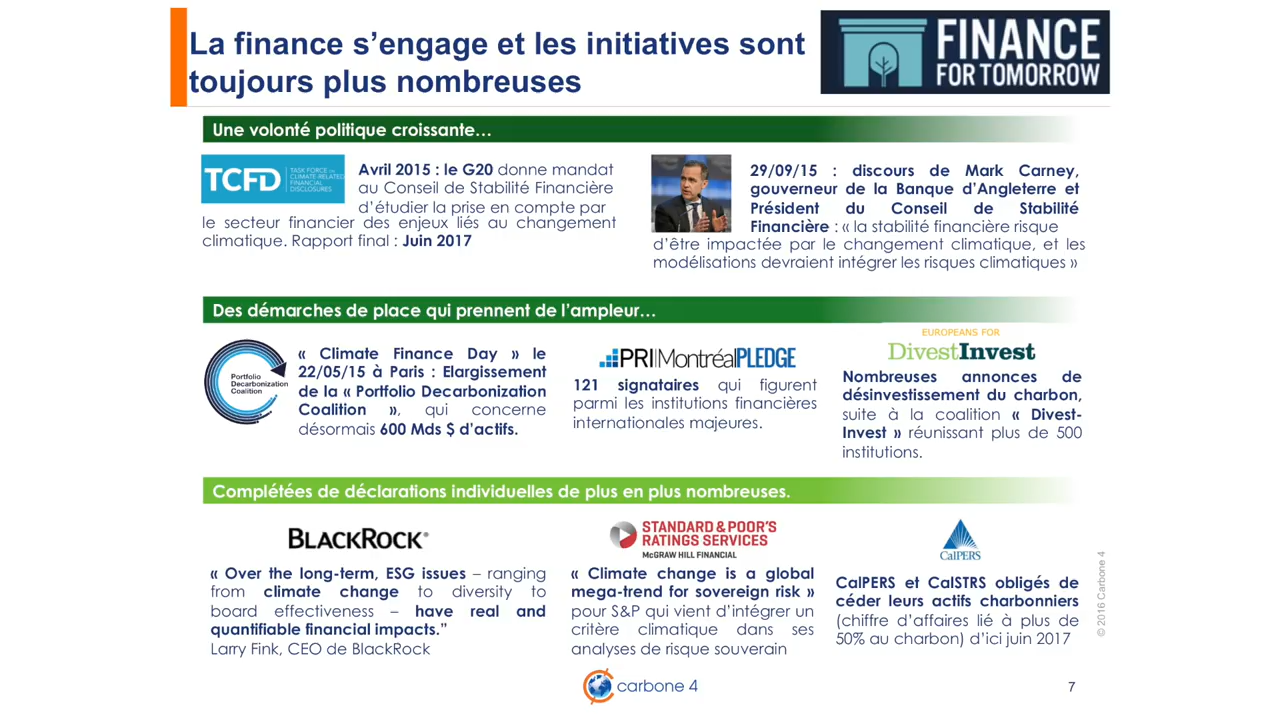 La finance s’engage et les initiatives sont
toujours plus nombreuses
FINANCE
FOR TOMORROW
Une volonté politique croissante…
TCFD
TASK FORCE ON
CLIMATE RELATED
FINANCIAL
DISCLOSURES
Avril 2015 : le G20 donne mandat
au Conseil de Stabilité Financière
d’étudier la prise en compte par
le secteur financier des enjeux liés au changement
climatique. Rapport final : Juin 2017
29/09/15 : discours de Mark Carney,
gouverneur de la Banque d’Angleterre et
Président du Conseil de Stabilité
Financière : « la stabilité financière risque
d’être impactée par le changement climatique, et les
modélisations devraient intégrer les risques climatiques »
Des démarches de place qui prennent de l’ampleur…
Portfolio
Decarbonization
Coalition
« Climate Finance Day » le
22/05/15 à Paris : Elargissement
de la « Portfolio Decarbonization
Coalition », qui concerne
désormais 600 Mds $ d’actifs.
PRI MontréalPLEDGE
121 signataires qui figurent
parmi les institutions financières
internationales majeures.
EUROPEANS FOR
DivestInvest
Nombreuses annonces de
désinvestissement du charbon,
suite à la coalition « Divest-
Invest » réunissant plus de 500
institutions.
Complétées de déclarations individuelles de plus en plus nombreuses.
BLACKROCK®
« Over the long-term, ESG issues – ranging
from climate change to diversity to
board effectiveness – have real and
quantifiable financial impacts.”
Larry Fink, CEO de BlackRock
STANDARD & POOR’S
RATINGS SERVICES
McGRAW HILL FINANCIAL
« Climate change is a global
mega-trend for sovereign risk »
pour S&P qui vient d’intégrer un
critère climatique dans ses
analyses de risque souverain
CalPERS
CalPERS et CalSTRS obligés de
céder leurs actifs charbonniers
(chiffre d’affaires lié à plus de
50% au charbon) d’ici juin 2017
© 2016 Carbone 4
carbone 4
7